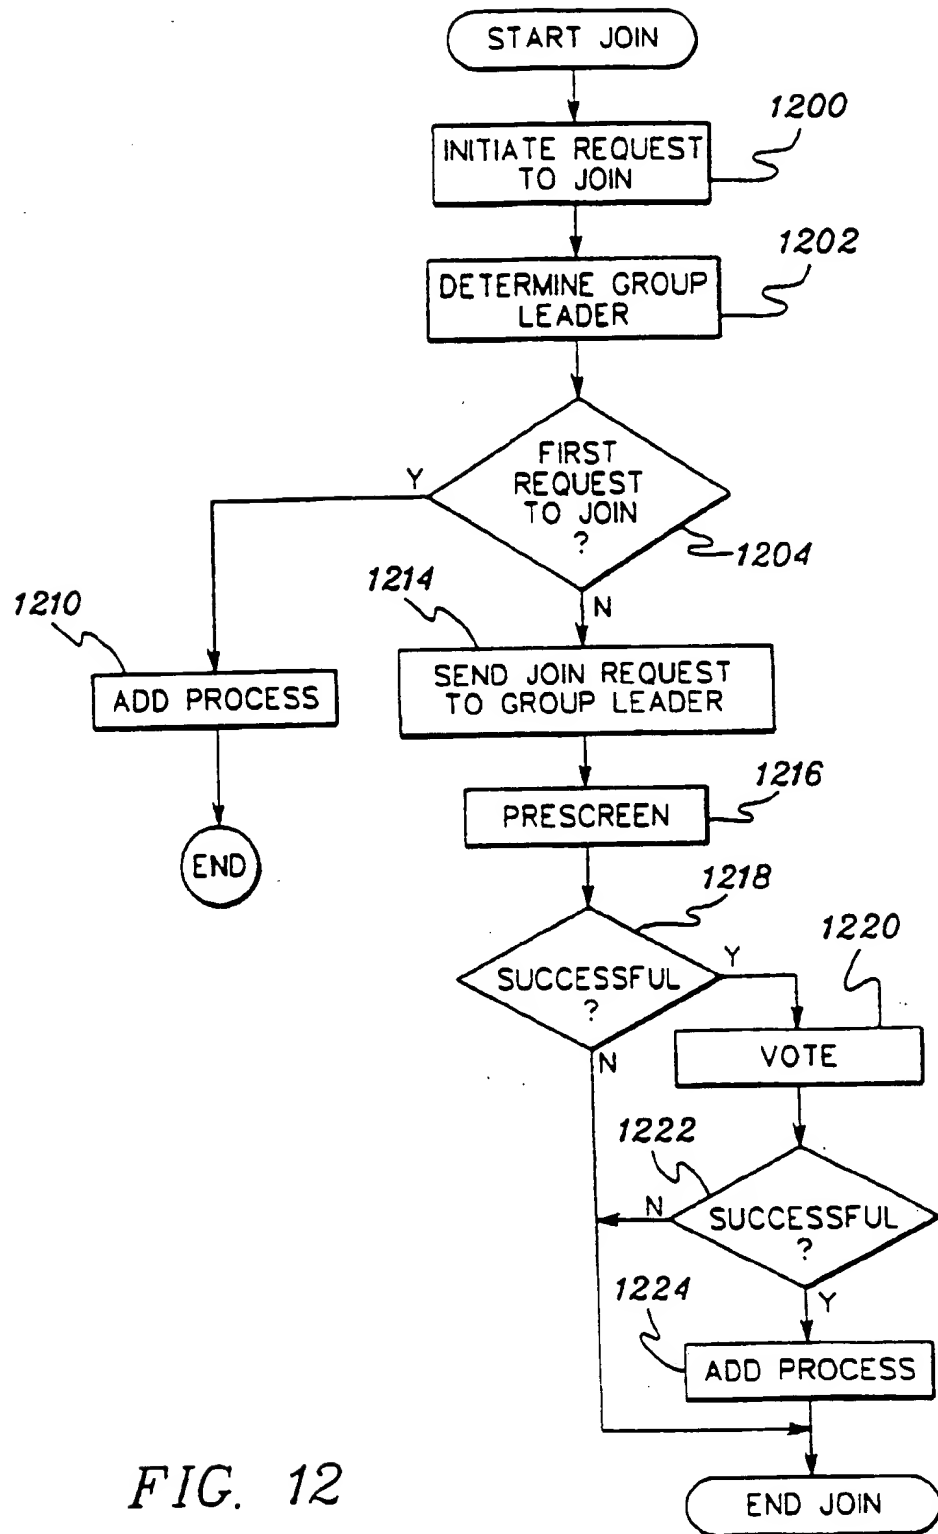 START JOIN
1200
INITIATE REQUEST
TO JOIN
1202
DETERMINE GROUP
LEADER
FIRST
REQUEST
TO JOIN
?
Y
1204
N
1214
1210
SEND JOIN REQUEST
TO GROUP LEADER
ADD PROCESS
1216
PRESCREEN
END
1218
1220
SUCCESSFUL
?
Y
N
VOTE
1222
N
SUCCESSFUL
?
Y
1224
ADD PROCESS
FIG. 12
END JOIN